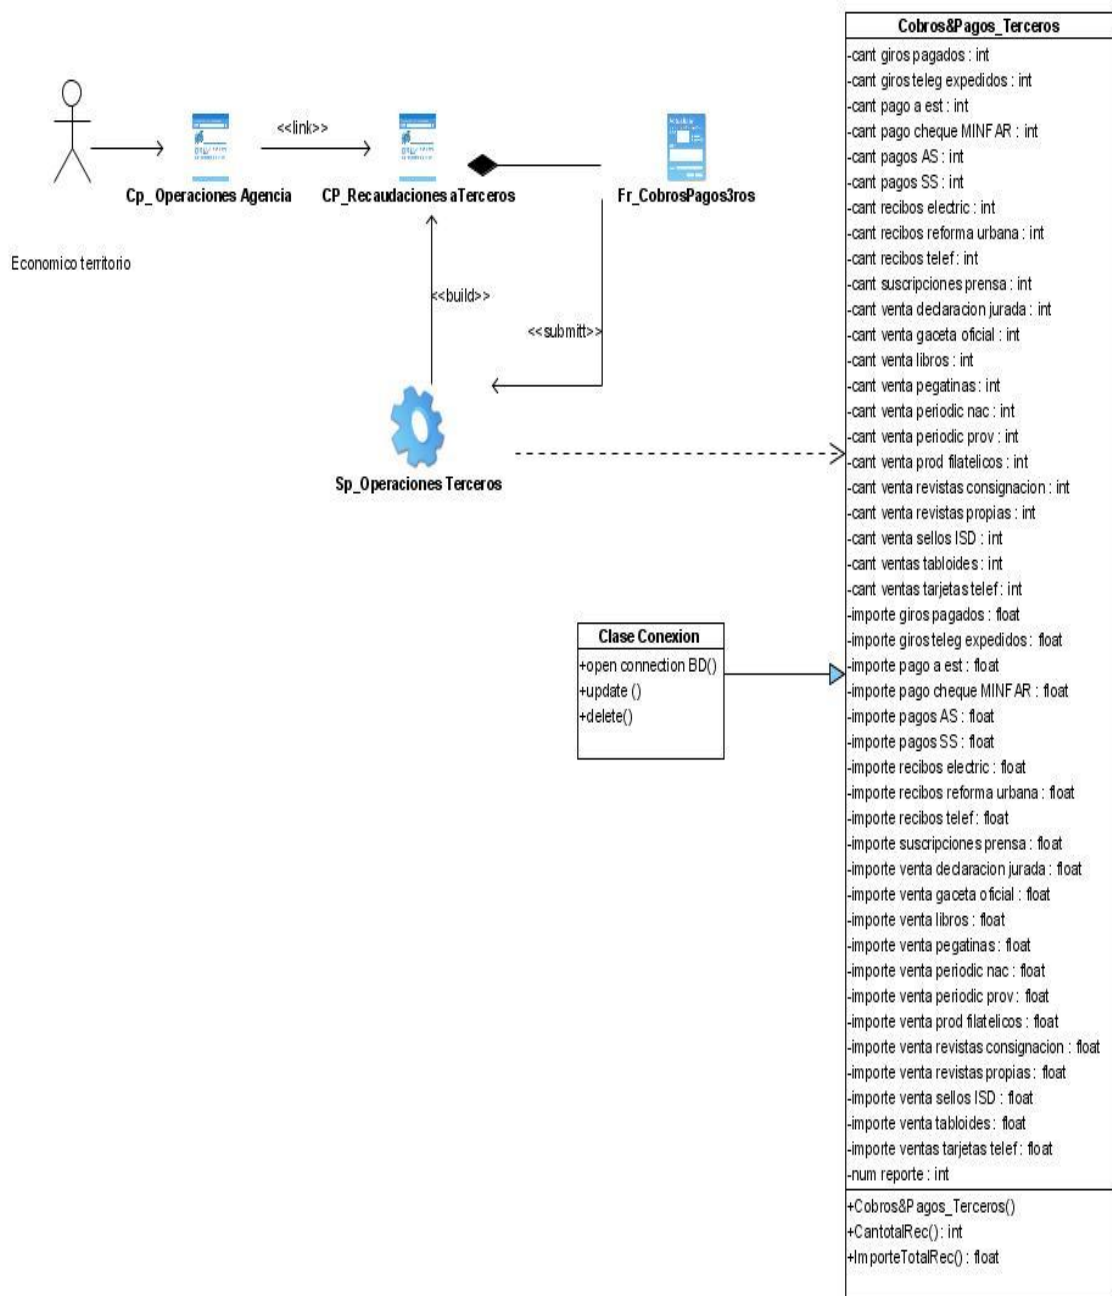 Cobros&Pagos_Terceros
-cant giros pagados : int
-cant giros teleg expedidos : int
-cant pago a est : int
-cant pago cheque MINFAR : int
-cant pagos AS : int
-cant pagos SS : int
-cant recibos electric : int
-cant recibos reforma urbana : int
-cant recibos telef : int
-cant suscripciones prensa : int
-cant venta declaracion jurada : int
-cant venta gaceta oficial : int
-cant venta libros : int
-cant venta pegatinas : int
-cant venta periodic nac : int
-cant venta periodic prov : int
-cant venta prod filatelicos : int
-cant venta revistas consignacion : int
-cant venta revistas propias : int
-cant venta sellos ISD : int
-cant ventas tabloides : int
-cant ventas tarjetas telef : int
-importe giros pagados : float
-importe giros teleg expedidos : float
-importe pago a est : float
-importe pago cheque MINFAR : float
-importe pagos AS : float
-importe pagos SS : float
-importe recibos electric : float
-importe recibos reforma urbana : float
-importe recibos telef : float
-importe suscripciones prensa : float
-importe venta declaracion jurada : float
-importe venta gaceta oficial : float
-importe venta libros : float
-importe venta pegatinas : float
-importe venta periodic nac : float
-importe venta periodic prov : float
-importe venta prod filatelicos : float
-importe venta revistas consignacion : float
-importe venta revistas propias : float
-importe venta sellos ISD : float
-importe venta tabloides : float
-importe ventas tarjetas telef : float
-num reporte : int
+Cobros&Pagos_Terceros()
+CantotalRec() : int
+ImporteTotalRec() : float
<<link>>
Cp_ Operaciones Agencia
CP_Recaudaciones aTerceros
Fr_CobrosPagos3ros
Economico territorio
<<build>>
<<submitt>>
Sp_Operaciones Terceros
Clase Conexion
+open connection BD()
+update ()
+delete()